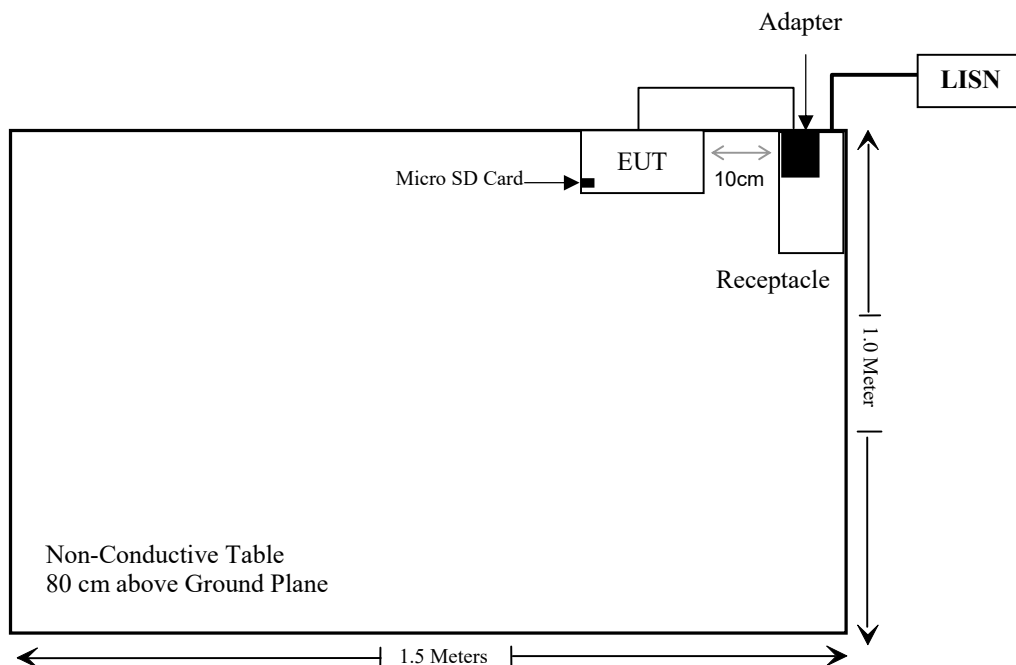 Adapter
LISN
EUT
Micro SD Card
10cm
Receptacle
1.0 Meter
Non-Conductive Table
80 cm above Ground Plane
1.5 Meters